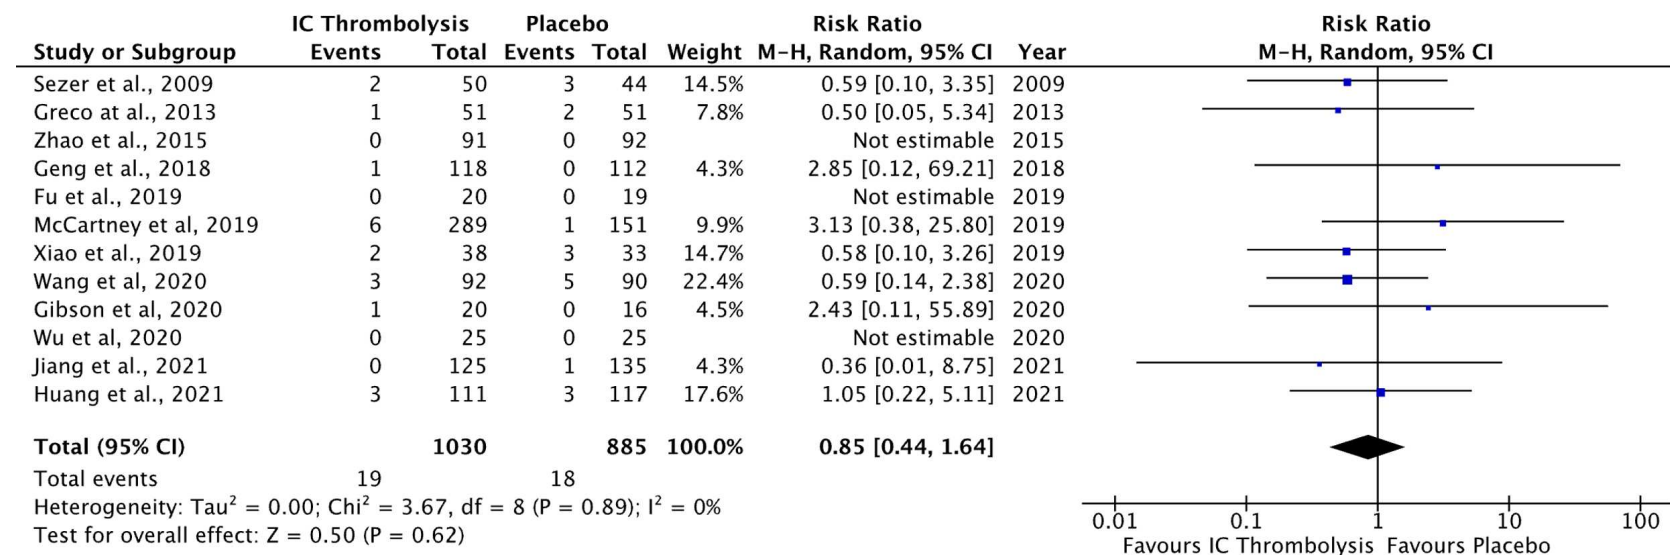 IC Thrombolysis Placebo Risk Ratio Risk Ratio
Study or Subgroup Events Total Events Total Weight M-H, Random, 95% CI Year M-H, Random, 95% CI
Sezer et al., 2009 2 50 3 44 14.5% 0.59 [0.10, 3.35] 2009
Greco at al., 2013 1 51 2 51 7.8% 0.50 [0.05, 5.34] 2013
Zhao et al., 2015 0 91 0 92 Not estimable 2015
Geng et al., 2018 1 118 0 112 4.3% 2.85 [0.12, 69.21] 2018
Fu et al., 2019 0 20 0 19 Not estimable 2019
McCartney et al, 2019 6 289 1 151 9.9% 3.13 [0.38, 25.80] 2019
Xiao et al., 2019 2 38 3 33 14.7% 0.58 [0.10, 3.26] 2019
Wang et al., 2020 3 92 5 90 22.4% 0.59 [0.14, 2.38] 2020
Gibson et al, 2020 1 20 0 16 4.5% 2.43 [0.11, 55.89] 2020
Wu et al, 2020 0 25 0 25 Not estimable 2020
Jiang et al., 2021 0 125 1 135 4.3% 0.36 [0.01, 8.75] 2021
Huang et al., 2021 3 111 3 117 17.6% 1.05 [0.22, 5.11] 2021
Total (95% CI) 1030 885 100.0% 0.85 [0.44, 1.64]
Total events 19 18
Heterogeneity: Tau² = 0.00; Chi² = 3.67, df = 8 (P = 0.89); I² = 0%
Test for overall effect: Z = 0.50 (P = 0.62)
0.01 0.1 1 10 100
Favours IC Thrombolysis Favours Placebo